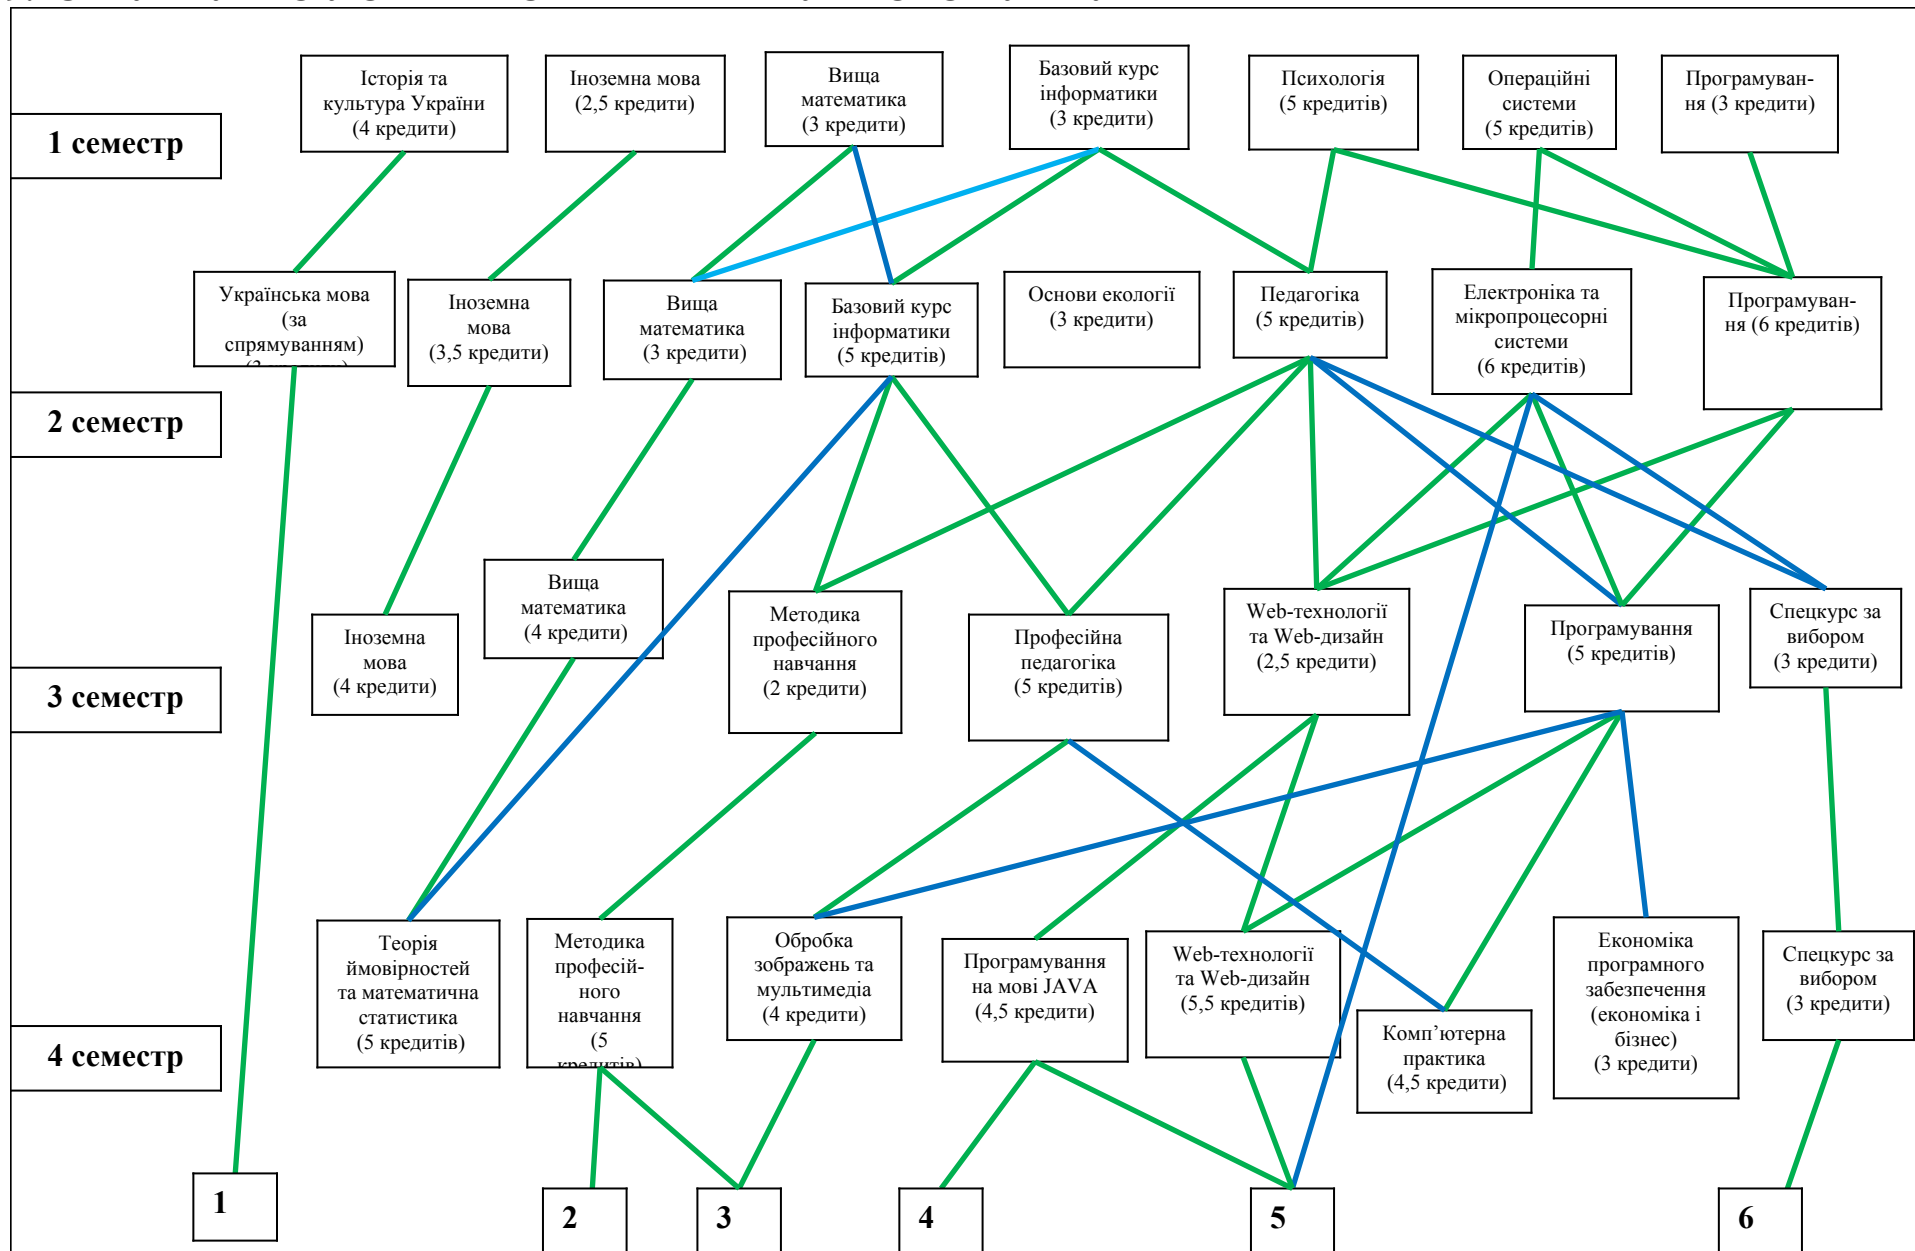 Історія та
культура України
(4 кредити)
Іноземна мова
(2,5 кредити)
Вища
математика
(3 кредити)
Базовий курс
інформатики
(3 кредити)
Психологія
(5 кредитів)
Операційні
системи
(5 кредитів)
Програмуван-
ня (3 кредити)
1 семестр
Українська мова
(за
спрямуванням)
Іноземна
мова
(3,5 кредити)
Вища
математика
(3 кредити)
Базовий курс
інформатики
(5 кредитів)
Основи екології
(3 кредити)
Педагогіка
(5 кредитів)
Електроніка та
мікропроцесорні
системи
(6 кредитів)
Програмуван-
ня (6 кредитів)
2 семестр
Іноземна
мова
(4 кредити)
Вища
математика
(4 кредити)
Методика
професійного
навчання
(2 кредити)
Професійна
педагогіка
(5 кредитів)
Web-технології
та Web-дизайн
(2,5 кредити)
Програмування
(5 кредитів)
Спецкурс за
вибором
(3 кредити)
3 семестр
Теорія
ймовірностей
та математична
статистика
(5 кредитів)
Методика
професій-
ного
навчання
(5
кредитів)
Обробка
зображень та
мультимедіа
(4 кредити)
Програмування
на мові JAVA
(4,5 кредити)
Web-технології
та Web-дизайн
(5,5 кредитів)
Комп’ютерна
практика
(4,5 кредити)
Економіка
програмного
забезпечення
(економіка і
бізнес)
(3 кредити)
Спецкурс за
вибором
(3 кредити)
4 семестр
1
2
3
4
5
6